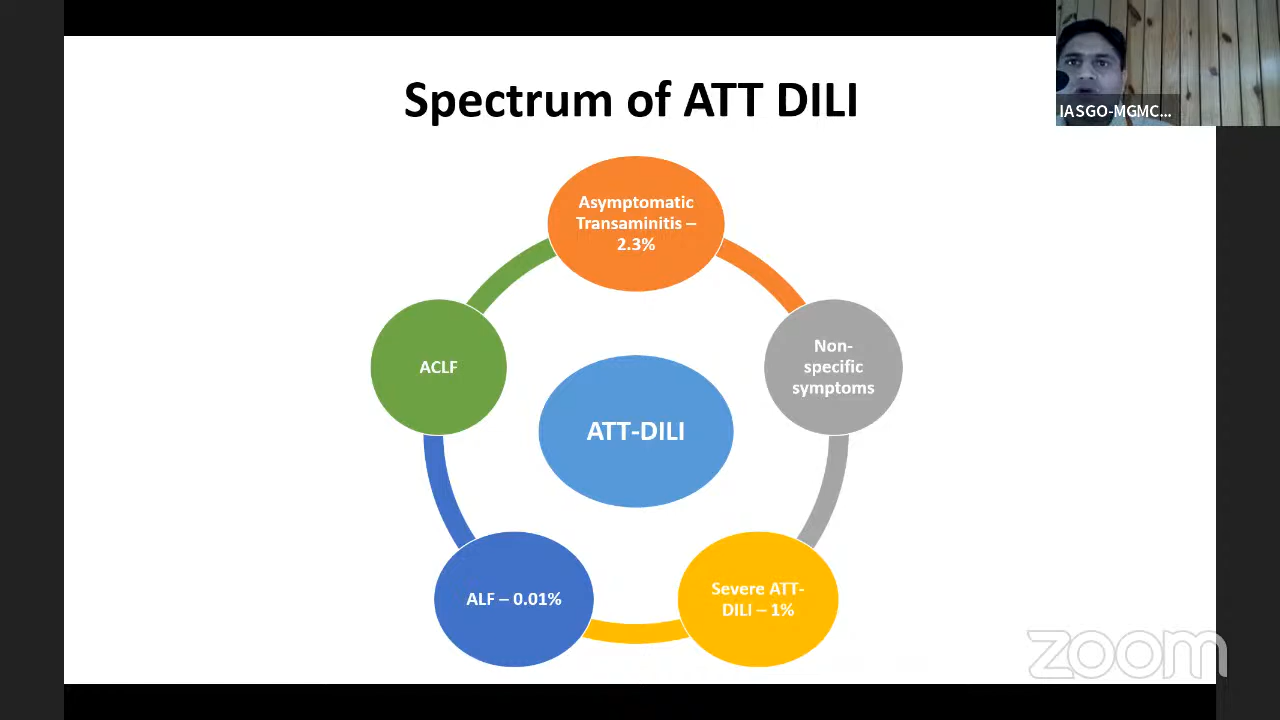 Spectrum of ATT DILI
IASGO-MGMC...
Asymptomatic
Transaminitis –
2.3%
Non-
specific
symptoms
Severe ATT-
DILI – 1%
ALF – 0.01%
ACLF
ATT-DILI
zoom